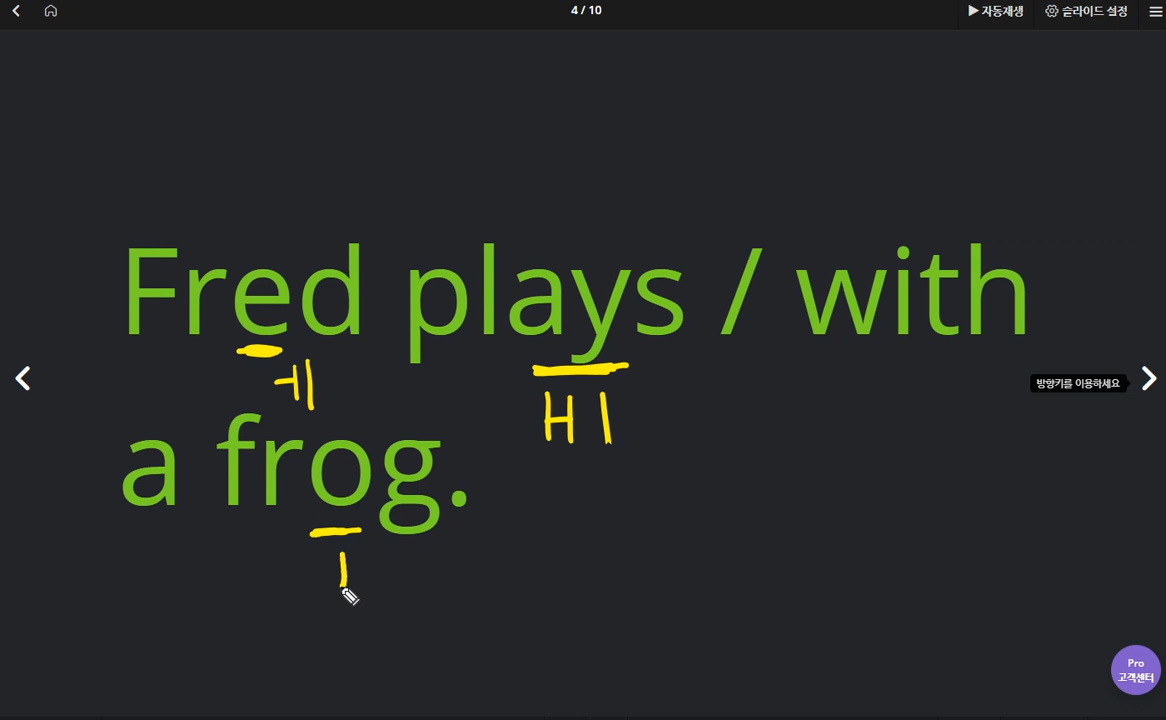 4 / 10
자동재생
슬라이드 설정
Fred plays / with
ㅔ
ㅐㅣ
방향키를 이용하세요
a frog.
ㅣ
Pro
고객센터